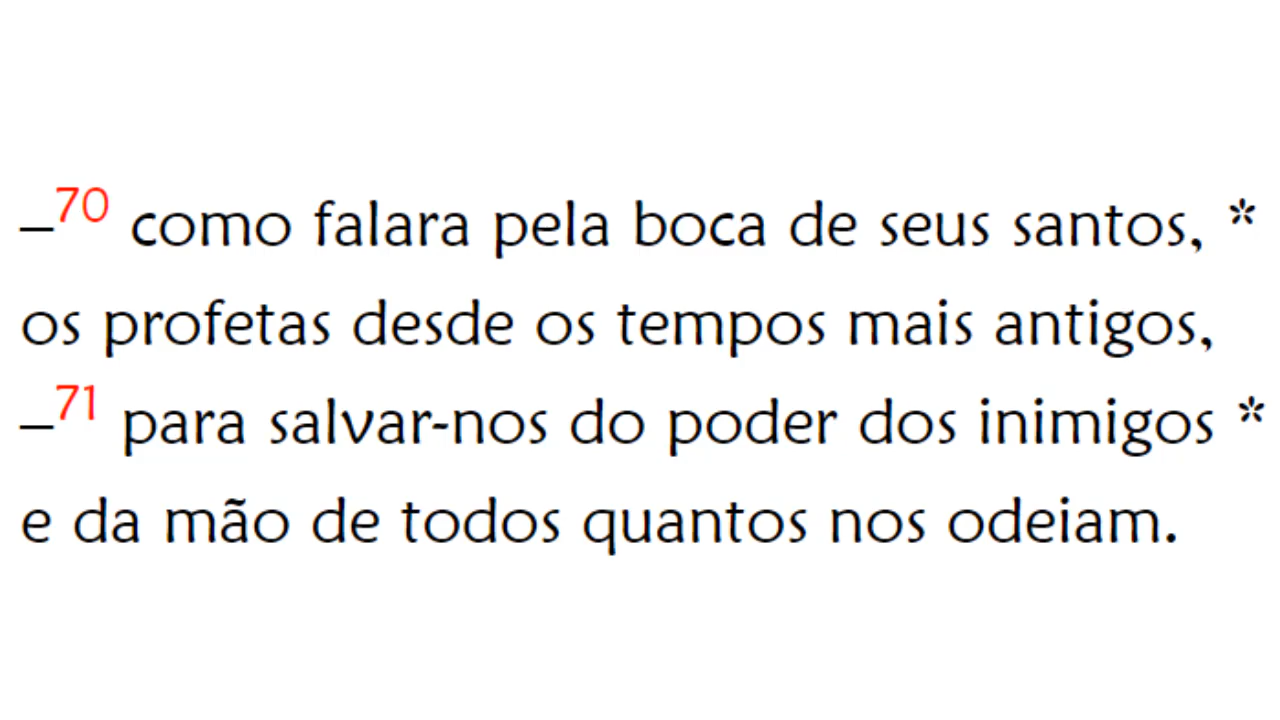 –70 como falara pela boca de seus santos, *
os profetas desde os tempos mais antigos,
–71 para salvar-nos do poder dos inimigos *
e da mão de todos quantos nos odeiam.